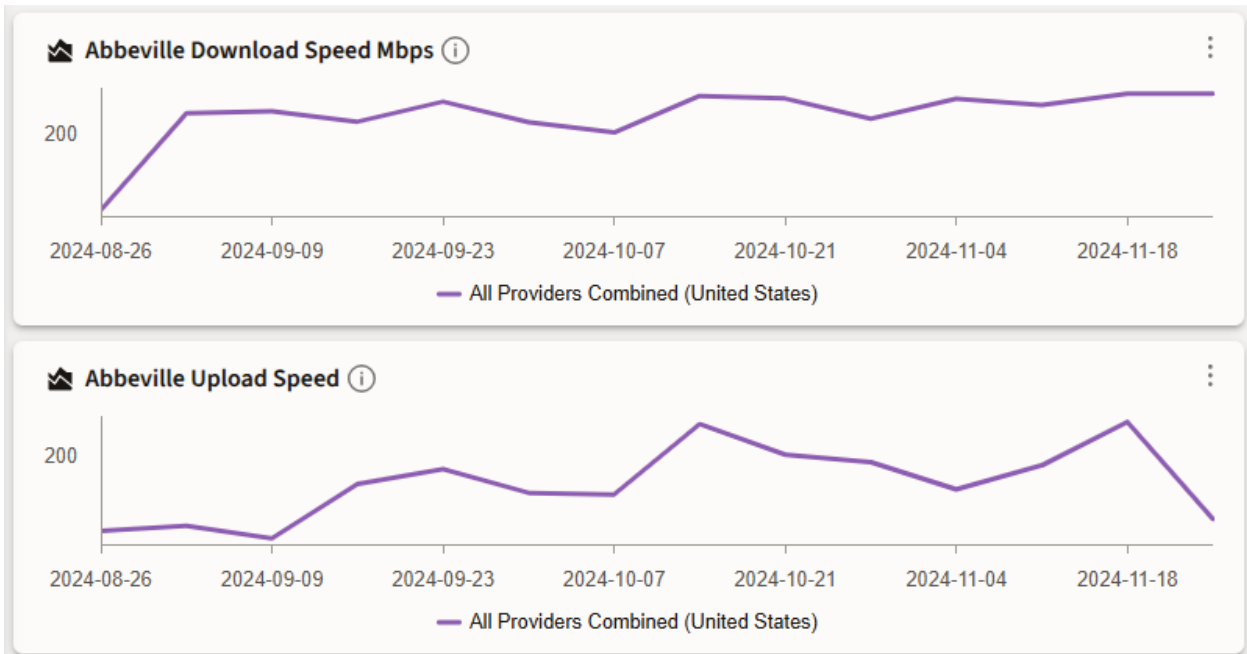 Abbeville Download Speed Mbps
200
2024-08-26 2024-09-09 2024-09-23 2024-10-07 2024-10-21 2024-11-04 2024-11-18
All Providers Combined (United States)
Abbeville Upload Speed
200
2024-08-26 2024-09-09 2024-09-23 2024-10-07 2024-10-21 2024-11-04 2024-11-18
All Providers Combined (United States)